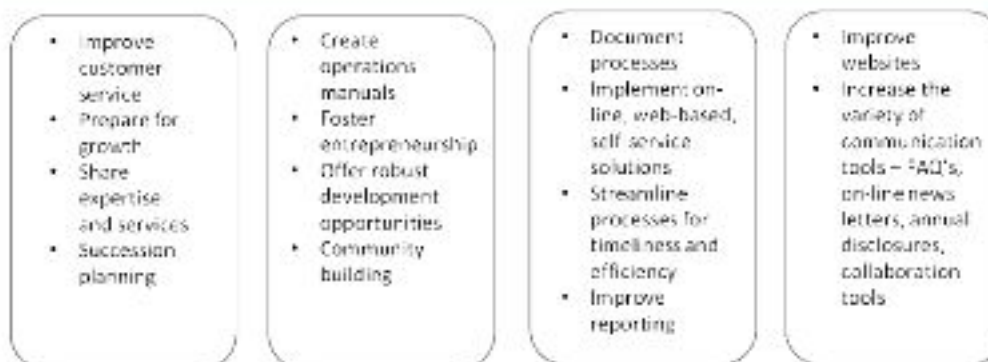 • Improve
customer
service
• Prepare for
growth
• Share
expertise
and services
• Succession
planning
• Create
operations
manuals
• Foster
entrepreneurship
• Offer robust
development
opportunities
• Community
building
• Document
processes
• Implement on-
line, web-based,
self service
solutions
• Streamline
processes for
timeliness and
efficiency
• Improve
reporting
• Improve
websites
• Increase the
variety of
communication
tools – FAQ's,
on-line news
letters, annual
disclosures,
collaboration
tools